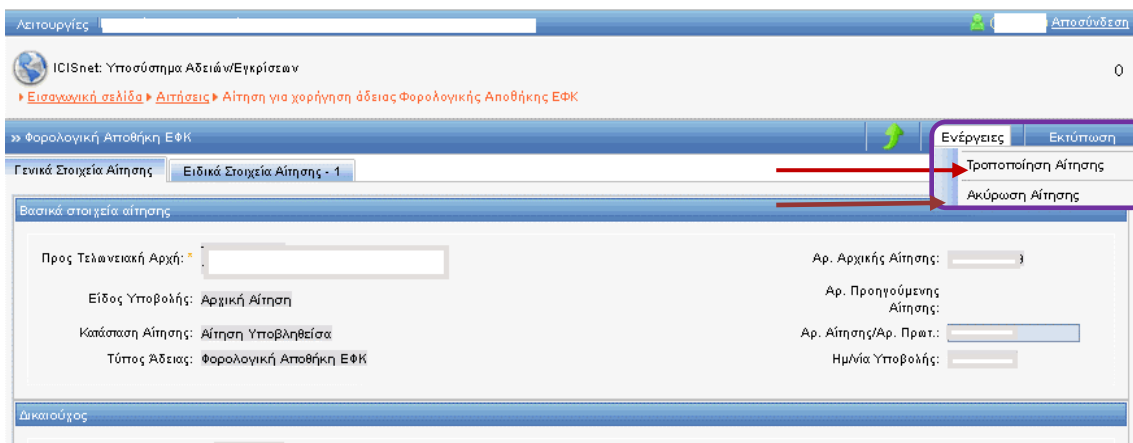 Λειτουργίες
Αποσύνδεση
ICISnet: Υποσύστημα Αδειών/Εγκρίσεων
0
Εισαγωγική σελίδα Αιτήσεις Αίτηση για χορήγηση άδειας Φορολογικής Αποθήκης ΕΦΚ
» Φορολογική Αποθήκη ΕΦΚ
Ενέργειες Εκτύπωση
Τροποποίηση Αίτησης
Ακύρωση Αίτησης
Γενικά Στοιχεία Αίτησης Ειδικά Στοιχεία Αίτησης - 1
Βασικά στοιχεία αίτησης
Προς Τελωνειακή Αρχή: *
Αρ. Αρχικής Αίτησης:
Είδος Υποβολής: Αρχική Αίτηση
Αρ. Προηγούμενης
Αίτησης:
Κατάσταση Αίτησης: Αίτηση Υποβληθείσα
Αρ. Αίτησης/Αρ. Πρωτ.:
Τύπος Άδειας: Φορολογική Αποθήκη ΕΦΚ
Ημ/νία Υποβολής:
Δικαιούχος